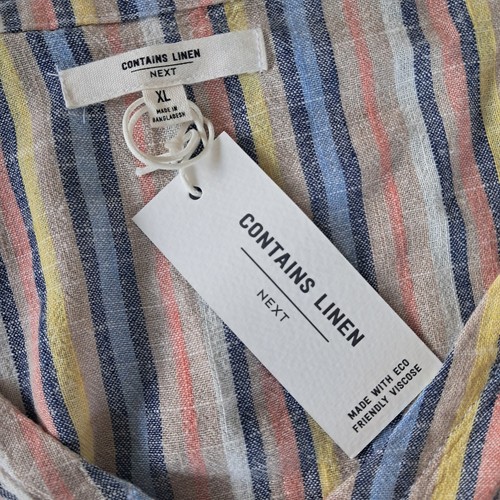 CONTAINS LINEN
NEXT
XL
MADE IN
BANGLADESH
CONTAINS LINEN
NEXT
MADE WITH ECO
FRIENDLY VISCOSE